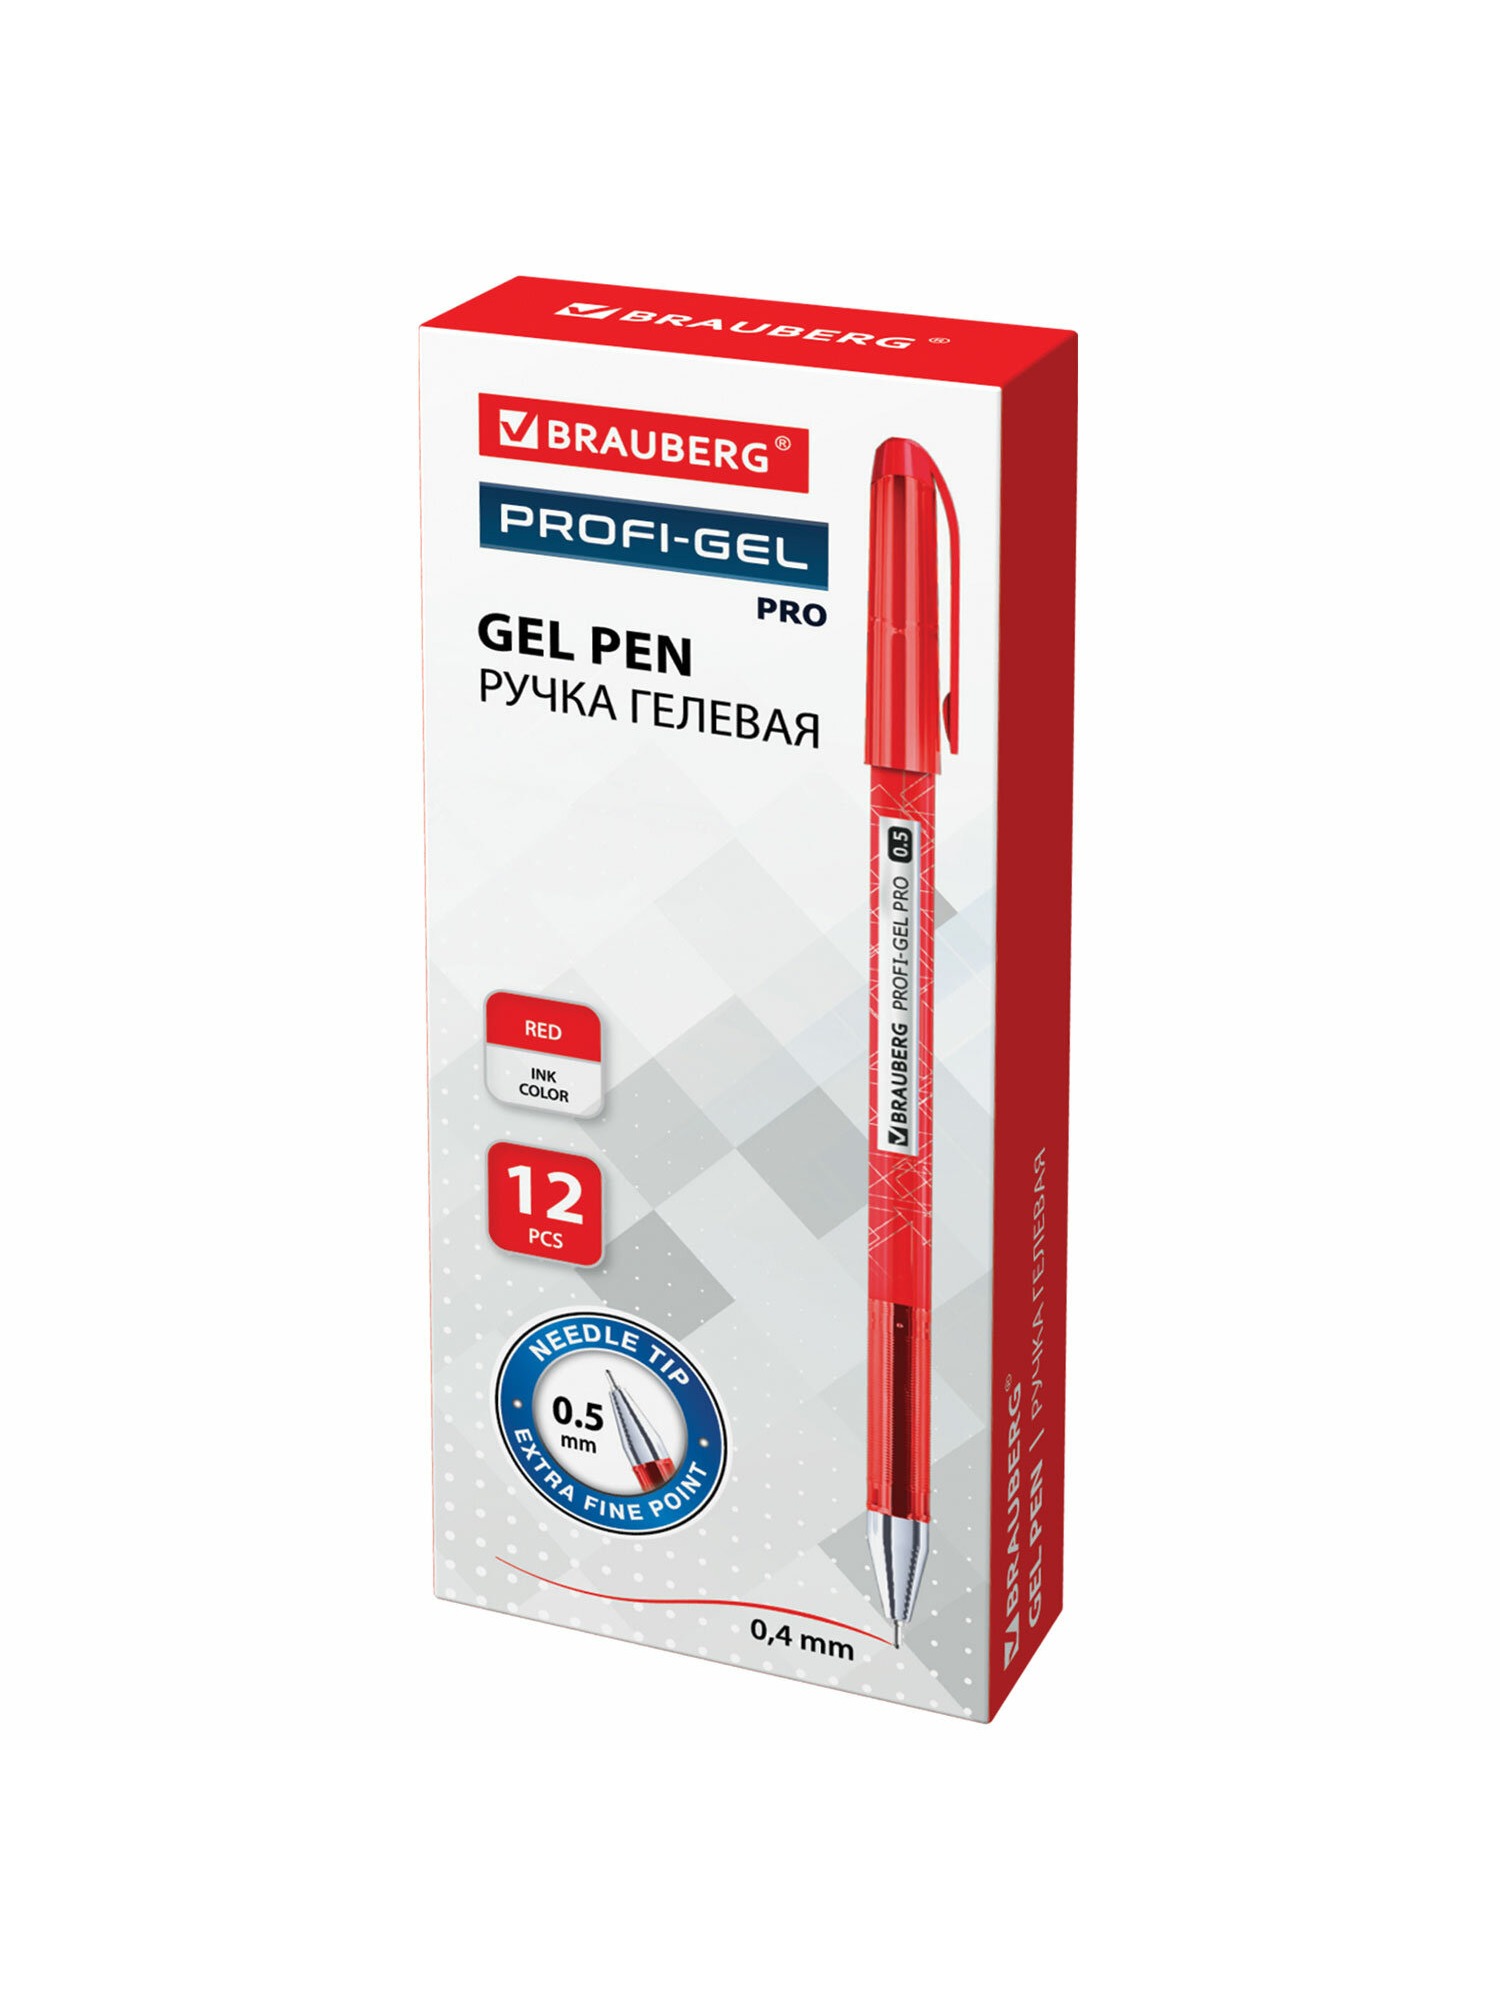 BRAUBERG ®
BRAUBERG®
PROFI-GEL
PRO
GEL PEN
РУЧКА ГЕЛЕВАЯ
RED
INK
COLOR
12
PCS
NEEDLE TIP
0.5
mm
EXTRA FINE POINT
0,4 mm
BRAUBERG PROFI-GEL PRO 0.5
BRAUBERG®
GEL PEN | РУЧКА ГЕЛЕВАЯ